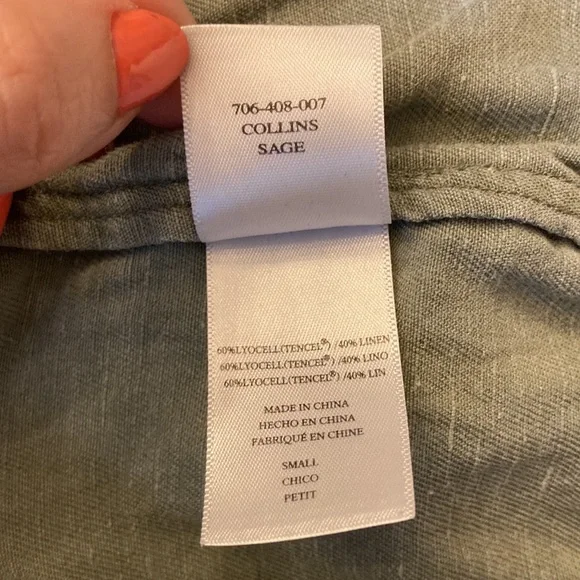 706-408-007
COLLINS
SAGE
60%LYOCELL(TENCEL®) /40% LINEN
60%LYOCELL(TENCEL®) /40% LINO
60%LYOCELL(TENCEL®) /40% LIN
MADE IN CHINA
HECHO EN CHINA
FABRIQUÉ EN CHINE
SMALL
CHICO
PETIT